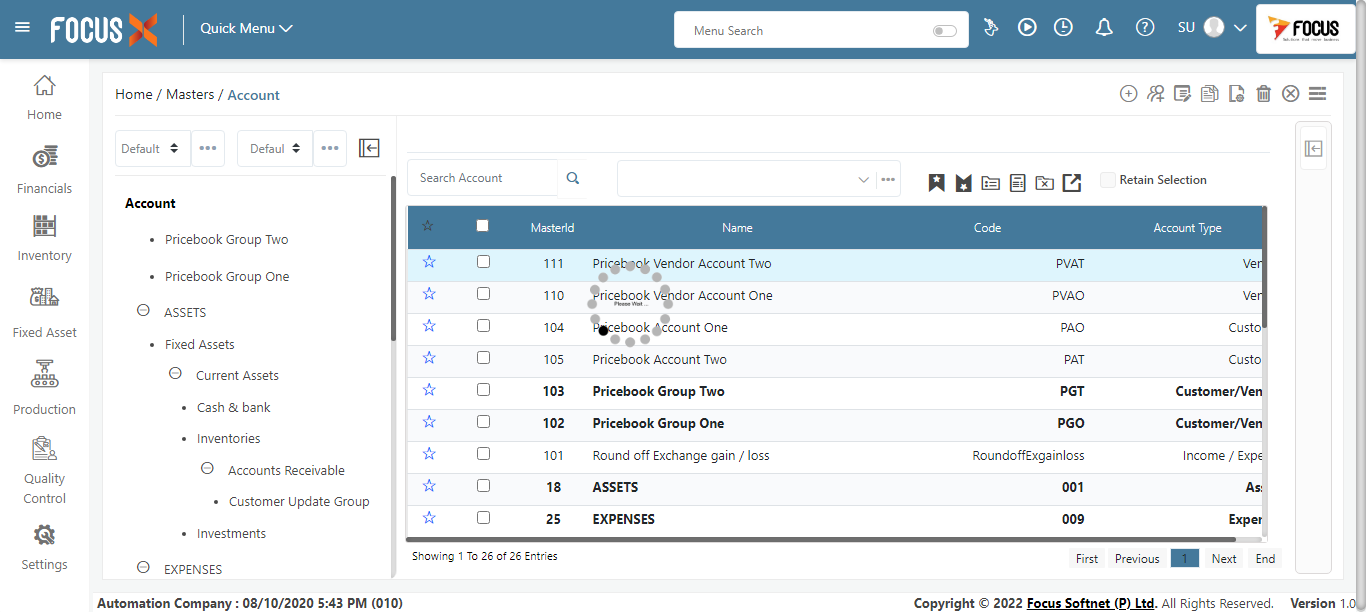 FOCUS X Quick Menu Menu Search SU FOCUS
Home
Financials
Inventory
Fixed Asset
Production
Quality
Control
Settings
Home / Masters / Account
Default ••• Defaul •••
Account
• Pricebook Group Two
• Pricebook Group One
ASSETS
• Fixed Assets
Current Assets
• Cash & bank
• Inventories
Accounts Receivable
• Customer Update Group
• Investments
EXPENSES
Search Account ••• Retain Selection
MasterId Name Code Account Type
111 Pricebook Vendor Account Two PVAT Ven
110 Pricebook Vendor Account One PVAO Ven
Please Wait ...
104 Pricebook Account One PAO Custo
105 Pricebook Account Two PAT Custo
103 Pricebook Group Two PGT Customer/Ven
102 Pricebook Group One PGO Customer/Ven
101 Round off Exchange gain / loss RoundoffExgainloss Income / Expe
18 ASSETS 001 Ass
25 EXPENSES 009 Expen
Showing 1 To 26 of 26 Entries
First Previous 1 Next End
Automation Company : 08/10/2020 5:43 PM (010) Copyright © 2022 Focus Softnet (P) Ltd. All Rights Reserved. Version 1.0